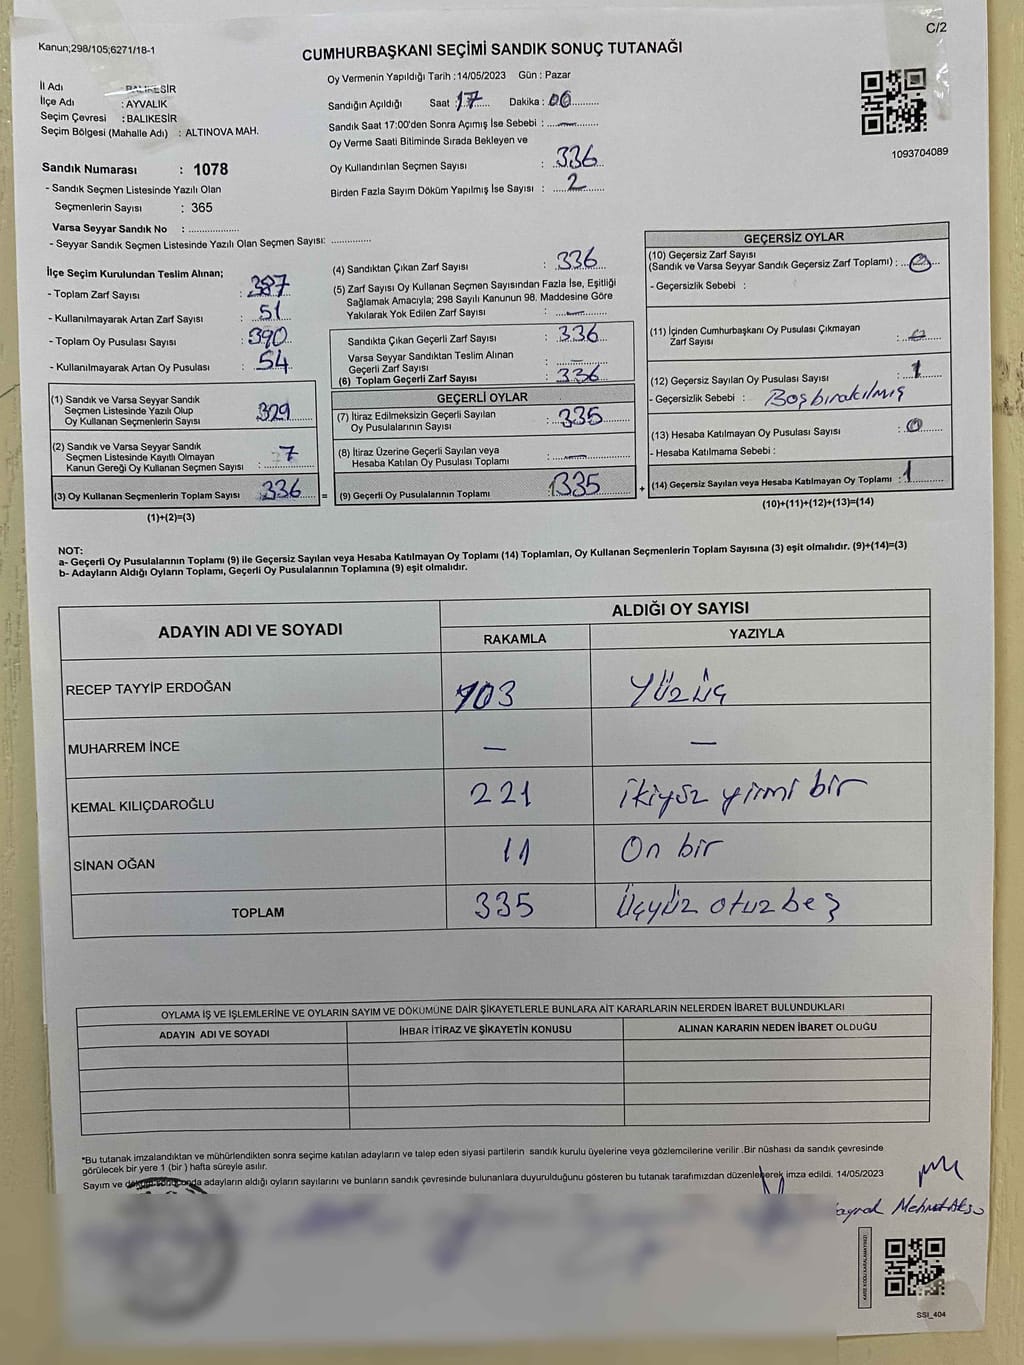 Kanun;298/105;6271/18-1
C/2
CUMHURBAŞKANI SEÇİMİ SANDIK SONUÇ TUTANAĞI
Oy Vermenin Yapıldığı Tarih :14/05/2023 Gün : Pazar
İl Adı : BALIKESİR
İlçe Adı : AYVALIK
Seçim Çevresi : BALIKESİR
Seçim Bölgesi (Mahalle Adı) : ALTINOVA MAH.
Sandığın Açıldığı Saat : 17 Dakika : 00
Sandık Saat 17:00'den Sonra Açımış İse Sebebi : —
Oy Verme Saati Bitiminde Sırada Bekleyen ve
Oy Kullandırılan Seçmen Sayısı : 336
Birden Fazla Sayım Döküm Yapılmış İse Sayısı : 2
1093704089
Sandık Numarası : 1078
- Sandık Seçmen Listesinde Yazılı Olan
Seçmenlerin Sayısı : 365
Varsa Seyyar Sandık No : ..................
- Seyyar Sandık Seçmen Listesinde Yazılı Olan Seçmen Sayısı: ...............
İlçe Seçim Kurulundan Teslim Alınan;
- Toplam Zarf Sayısı : 387
- Kullanılmayarak Artan Zarf Sayısı : 51
- Toplam Oy Pusulası Sayısı : 390
- Kullanılmayarak Artan Oy Pusulası : 54
(1) Sandık ve Varsa Seyyar Sandık
Seçmen Listesinde Yazılı Olup
Oy Kullanan Seçmenlerin Sayısı 329
(2) Sandık ve Varsa Seyyar Sandık
Seçmen Listesinde Kayıtlı Olmayan
Kanun Gereği Oy Kullanan Seçmen Sayısı : 7
(3) Oy Kullanan Seçmenlerin Toplam Sayısı 336 =
(1)+(2)=(3)
(4) Sandıktan Çıkan Zarf Sayısı : 336
(5) Zarf Sayısı Oy Kullanan Seçmen Sayısından Fazla İse, Eşitliği
Sağlamak Amacıyla; 298 Sayılı Kanunun 98. Maddesine Göre
Yakılarak Yok Edilen Zarf Sayısı : —
Sandıkta Çıkan Geçerli Zarf Sayısı : 336
Varsa Seyyar Sandıktan Teslim Alınan
Geçerli Zarf Sayısı : —
(6) Toplam Geçerli Zarf Sayısı : 336
GEÇERLİ OYLAR
(7) İtiraz Edilmeksizin Geçerli Sayılan
Oy Pusulalarının Sayısı : 335
(8) İtiraz Üzerine Geçerli Sayılan veya
Hesaba Katılan Oy Pusulası Toplamı : —
(9) Geçerli Oy Pusulalarının Toplamı : 335 +
GEÇERSİZ OYLAR
(10) Geçersiz Zarf Sayısı
(Sandık ve Varsa Seyyar Sandık Geçersiz Zarf Toplamı) : 0
- Geçersizlik Sebebi :
(11) İçinden Cumhurbaşkanı Oy Pusulası Çıkmayan
Zarf Sayısı :
(12) Geçersiz Sayılan Oy Pusulası Sayısı : 1
- Geçersizlik Sebebi : Boş bırakılmış
(13) Hesaba Katılmayan Oy Pusulası Sayısı : 0
- Hesaba Katılmama Sebebi :
(14) Geçersiz Sayılan veya Hesaba Katılmayan Oy Toplamı : 1
(10)+(11)+(12)+(13)=(14)
NOT:
a- Geçerli Oy Pusulalarının Toplamı (9) ile Geçersiz Sayılan veya Hesaba Katılmayan Oy Toplamı (14) Toplamları, Oy Kullanan Seçmenlerin Toplam Sayısına (3) eşit olmalıdır. (9)+(14)=(3)
b- Adayların Aldığı Oyların Toplamı, Geçerli Oy Pusulalarının Toplamına (9) eşit olmalıdır.
ADAYIN ADI VE SOYADI
ALDIĞI OY SAYISI
RAKAMLA YAZIYLA
RECEP TAYYİP ERDOĞAN 103 Yüzüç
MUHARREM İNCE — —
KEMAL KILIÇDAROĞLU 221 ikiyüz yirmi bir
SİNAN OĞAN 11 On bir
TOPLAM 335 Üçyüz otuz beş
OYLAMA İŞ VE İŞLEMLERİNE VE OYLARIN SAYIM VE DÖKÜMÜNE DAİR ŞİKAYETLERLE BUNLARA AİT KARARLARIN NELERDEN İBARET BULUNDUKLARI
ADAYIN ADI VE SOYADI İHBAR İTİRAZ VE ŞİKAYETİN KONUSU ALINAN KARARIN NEDEN İBARET OLDUĞU
*Bu tutanak imzalandıktan ve mühürlendikten sonra seçime katılan adayların ve talep eden siyasi partilerin sandık kurulu üyelerine veya gözlemcilerine verilir .Bir nüshası da sandık çevresinde
görülecek bir yere 1 (bir ) hafta süreyle asılır.
Sayım ve döküm sonucunda adayların aldığı oyların sayılarını ve bunların sandık çevresinde bulunanlara duyurulduğunu gösteren bu tutanak tarafımızdan düzenlenerek imza edildi. 14/05/2023
Mehmet Aksu
SSI_404